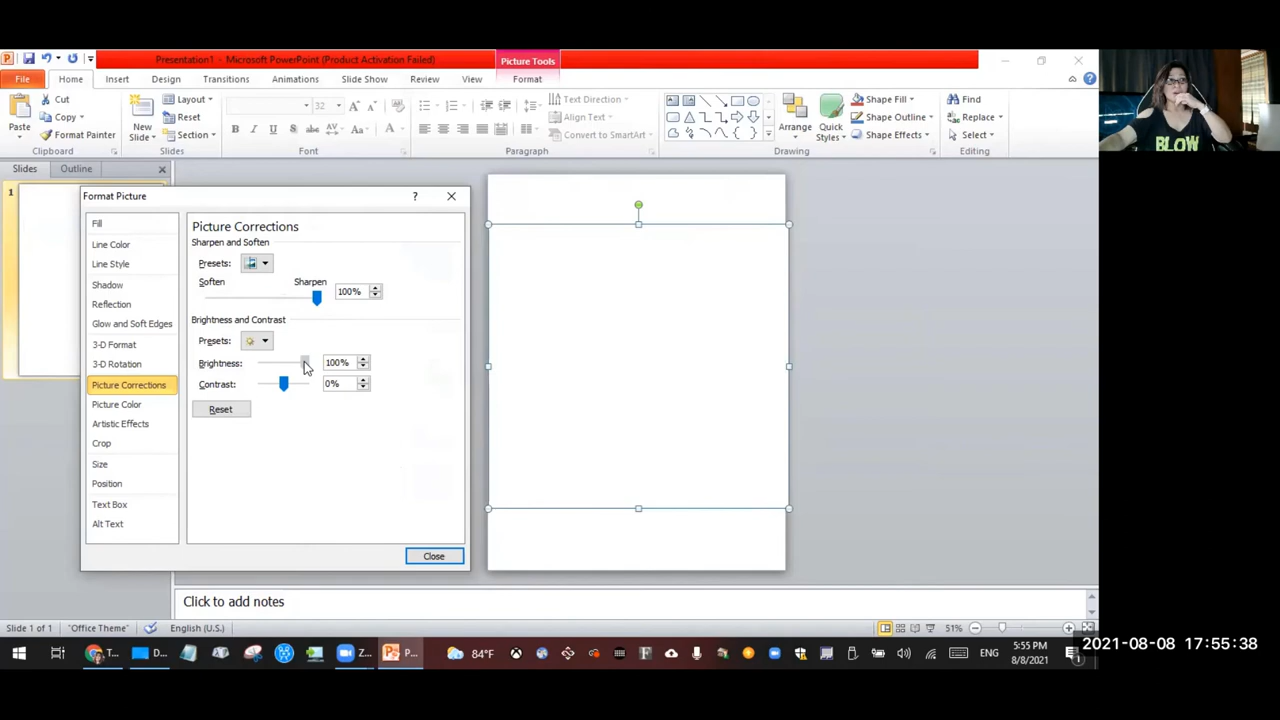 Presentation1 - Microsoft PowerPoint (Product Activation Failed)
Picture Tools
File Home Insert Design Transitions Animations Slide Show Review View Format
Paste
Cut
Copy
Format Painter
Clipboard
New Slide
Layout
Reset
Section
Slides
32
B I U S abc AV Aa A
Font
Text Direction
Align Text
Convert to SmartArt
Paragraph
Arrange
Quick Styles
Shape Fill
Shape Outline
Shape Effects
Drawing
Find
Replace
Select
Editing
BLOW
Slides Outline
1
Format Picture
Fill
Line Color
Line Style
Shadow
Reflection
Glow and Soft Edges
3-D Format
3-D Rotation
Picture Corrections
Picture Color
Artistic Effects
Crop
Size
Position
Text Box
Alt Text
Picture Corrections
Sharpen and Soften
Presets:
Soften Sharpen
100%
Brightness and Contrast
Presets:
Brightness: 100%
Contrast: 0%
Reset
Close
Click to add notes
Slide 1 of 1 "Office Theme" English (U.S.) 51%
T... D... Z... P... 84°F ENG 5:55 PM
8/8/2021
2021-08-08 17:55:38